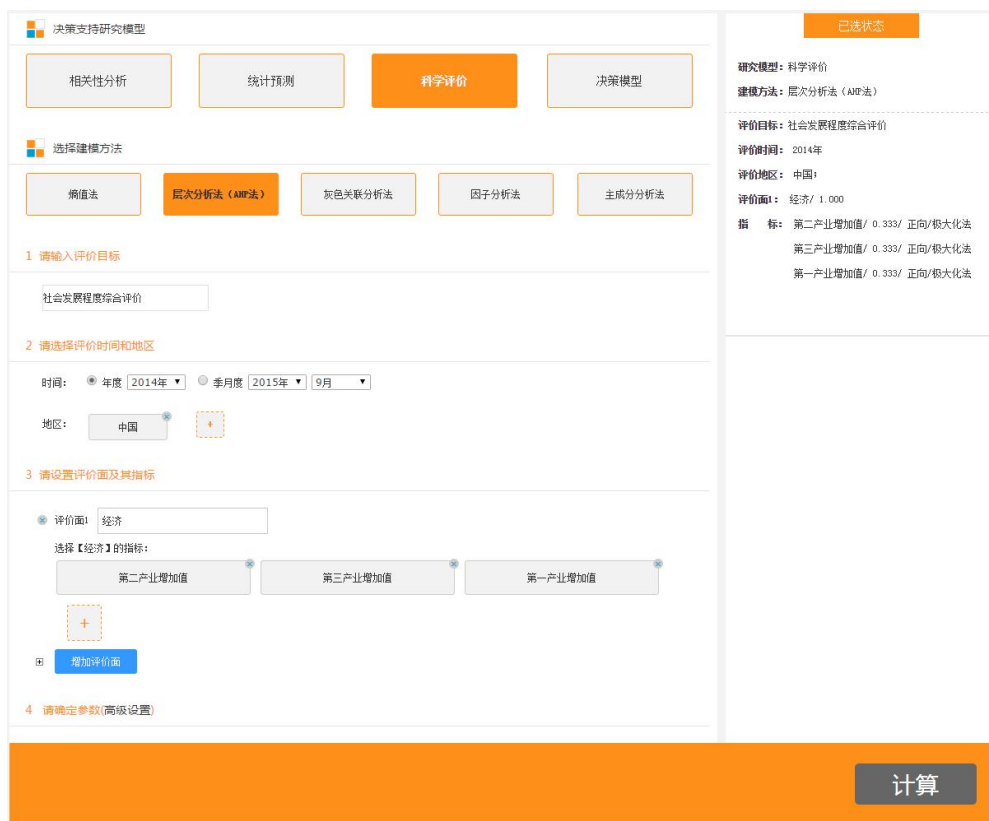 决策支持研究模型
相关性分析 统计预测 科学评价 决策模型
选择建模方法
熵值法 层次分析法（AHP法） 灰色关联分析法 因子分析法 主成分分析法
1 请输入评价目标
社会发展程度综合评价
2 请选择评价时间和地区
时间： 年度 2014年 季月度 2015年 9月
地区： 中国 +
3 请设置评价面及其指标
评价面1 经济
选择【经济】的指标：
第二产业增加值 第三产业增加值 第一产业增加值
+
增加评价面
4 请确定参数(高级设置)
已选状态
研究模型：科学评价
建模方法：层次分析法（AHP法）
评价目标：社会发展程度综合评价
评价时间： 2014年
评价地区： 中国;
评价面1： 经济/ 1.000
指 标： 第二产业增加值/ 0.333/ 正向/极大化法
第三产业增加值/ 0.333/ 正向/极大化法
第一产业增加值/ 0.333/ 正向/极大化法
计算